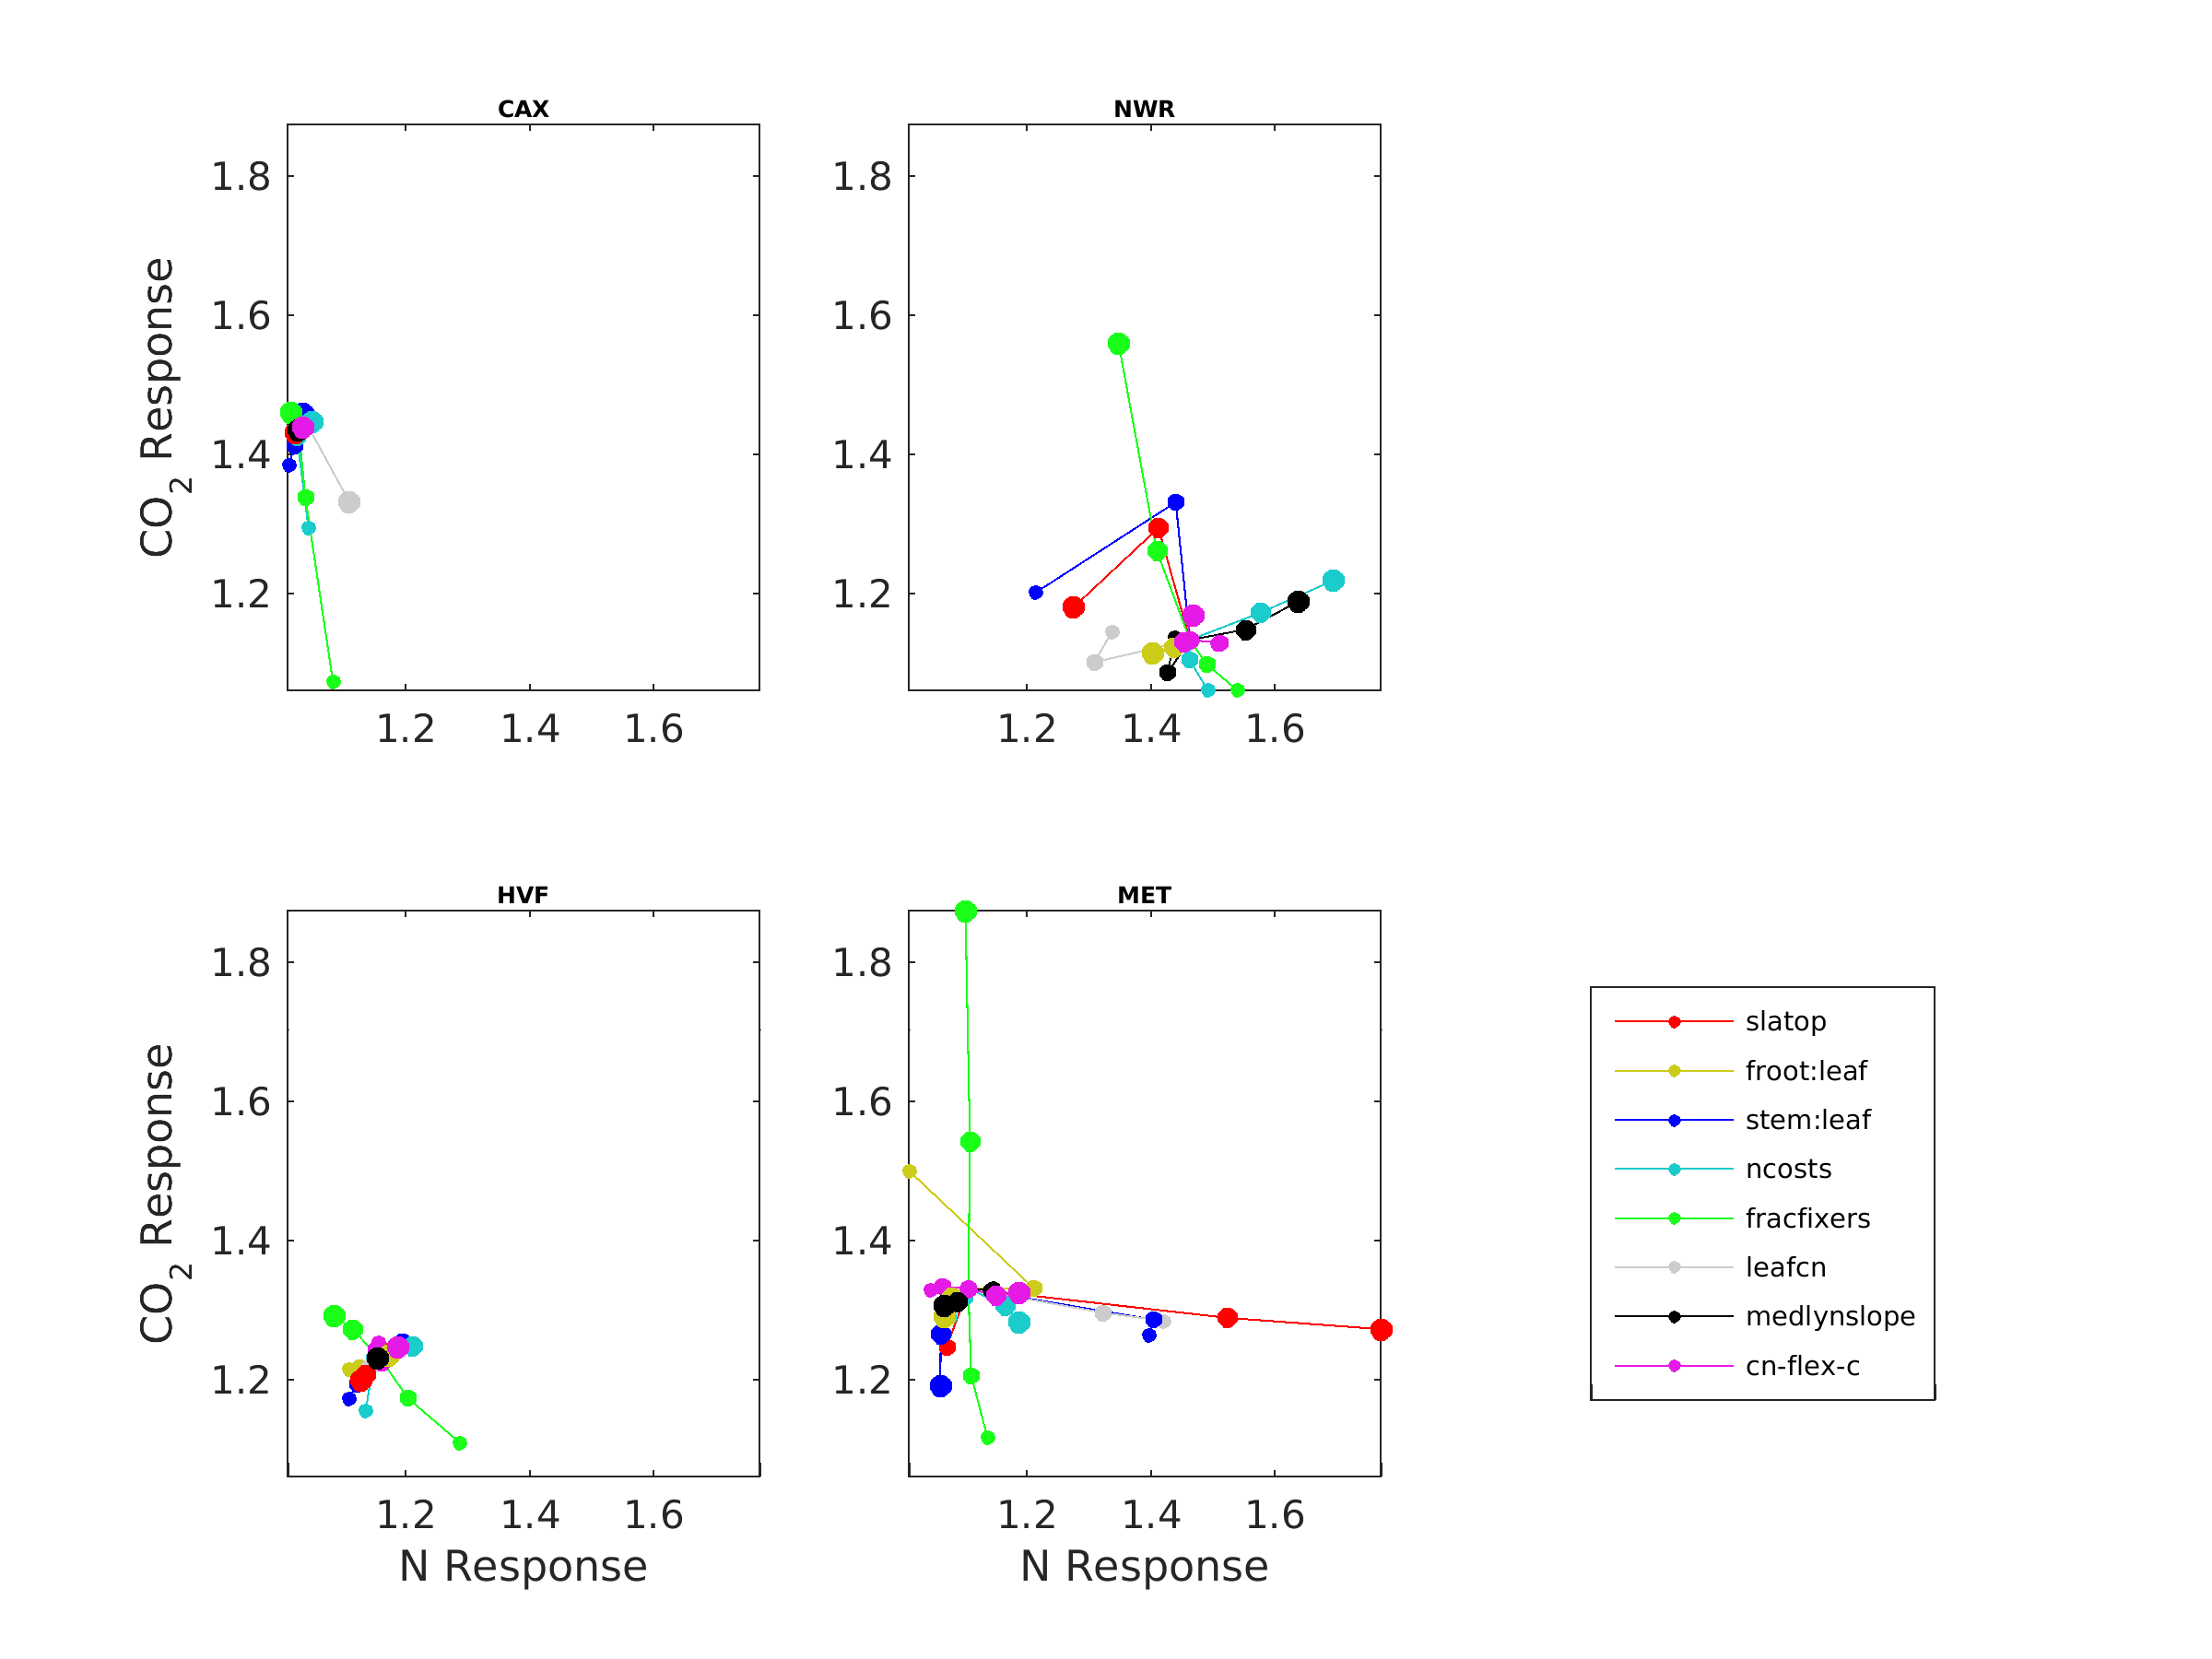 CAX
NWR
1.8
1.6
1.4
1.2
CO2 Response
1.8
1.6
1.4
1.2
1.2 1.4 1.6
1.2 1.4 1.6
HVF
MET
1.8
1.6
1.4
1.2
CO2 Response
1.8
1.6
1.4
1.2
1.2 1.4 1.6
N Response
1.2 1.4 1.6
N Response
slatop
froot:leaf
stem:leaf
ncosts
fracfixers
leafcn
medlynslope
cn-flex-c